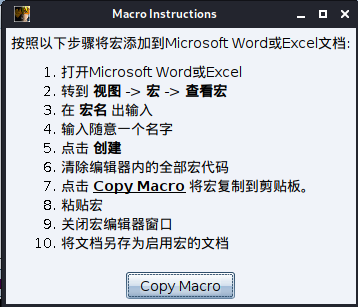 Macro Instructions
按照以下步骤将宏添加到Microsoft Word或Excel文档:
1. 打开Microsoft Word或Excel
2. 转到 视图 -> 宏 -> 查看宏
3. 在 宏名 出输入
4. 输入随意一个名字
5. 点击 创建
6. 清除编辑器内的全部宏代码
7. 点击 Copy Macro 将宏复制到剪贴板。
8. 粘贴宏
9. 关闭宏编辑器窗口
10. 将文档另存为启用宏的文档
Copy Macro